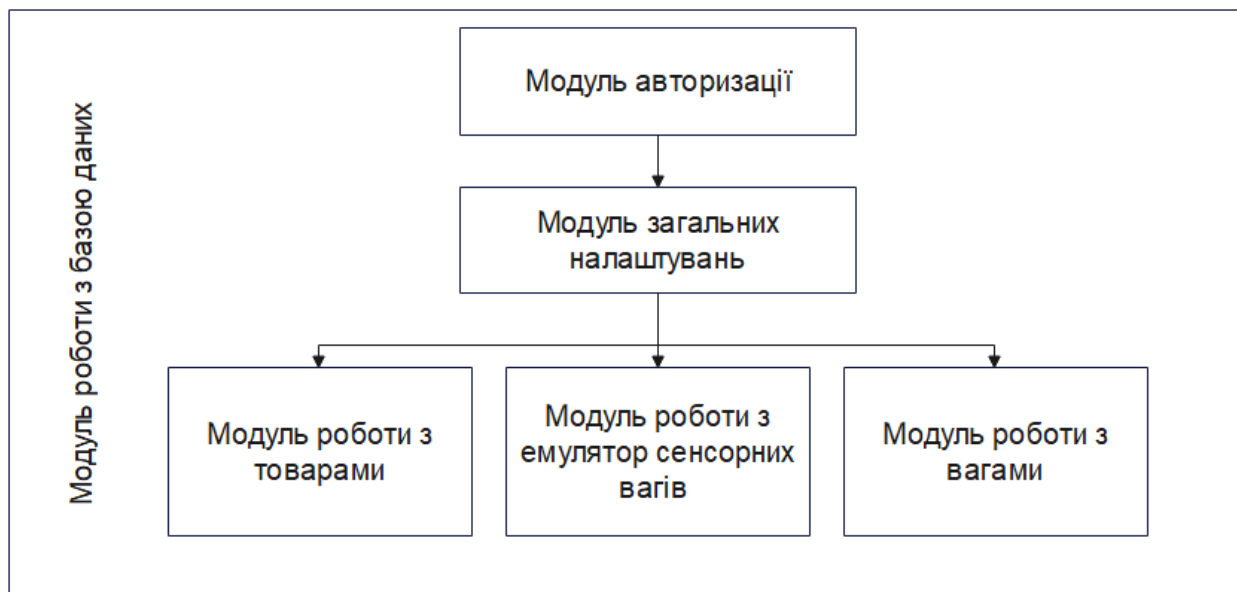 Модуль роботи з базою даних
Модуль авторизації
Модуль загальних
налаштувань
Модуль роботи з
товарами
Модуль роботи з
емулятор сенсорних
вагів
Модуль роботи з
вагами